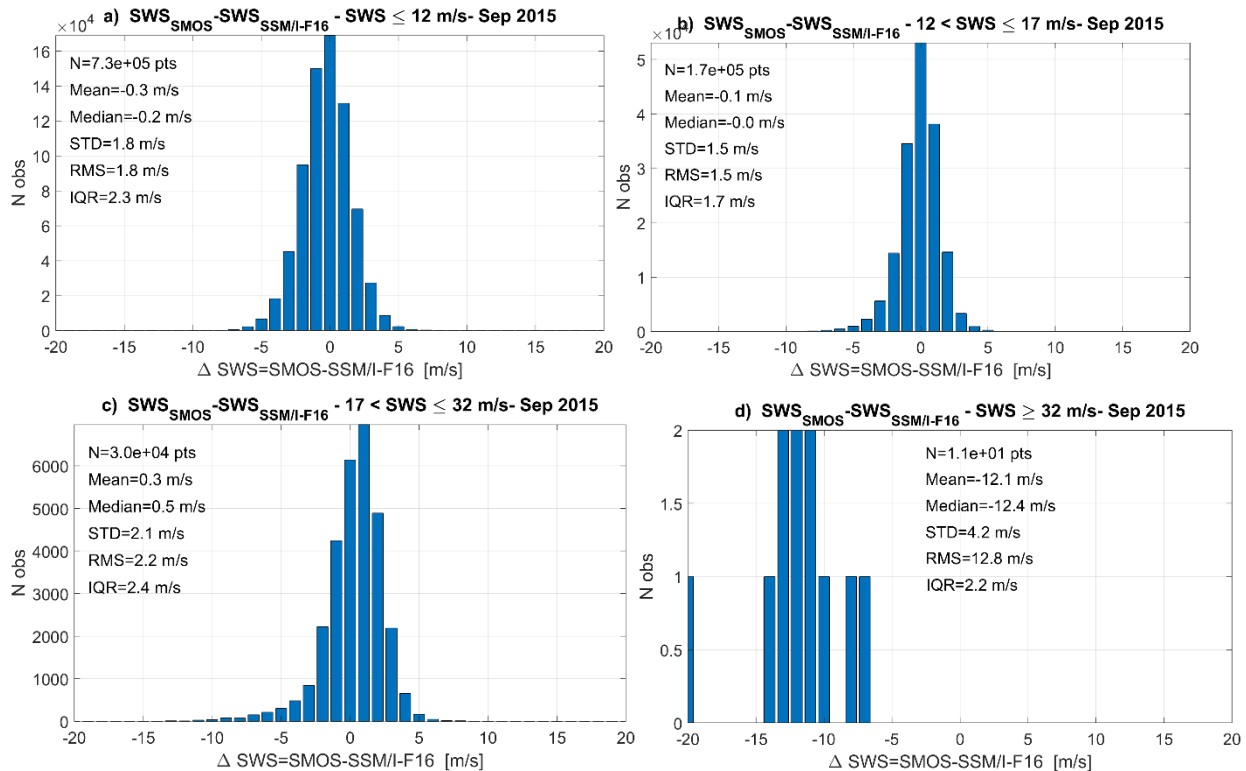 a) SWS_SMOS-SWS_SSM/I-F16 - SWS ≤ 12 m/s- Sep 2015
×10^4
N=7.3e+05 pts
Mean=-0.3 m/s
Median=-0.2 m/s
STD=1.8 m/s
RMS=1.8 m/s
IQR=2.3 m/s
N obs
16
14
12
10
8
6
4
2
0
-20 -15 -10 -5 0 5 10 15 20
Δ SWS=SMOS-SSM/I-F16 [m/s]
b) SWS_SMOS-SWS_SSM/I-F16 - 12 < SWS ≤ 17 m/s- Sep 2015
N=1.7e+05 pts
Mean=-0.1 m/s
Median=-0.0 m/s
STD=1.5 m/s
RMS=1.5 m/s
IQR=1.7 m/s
N obs
5
4
3
2
1
0
-20 -15 -10 -5 0 5 10 15 20
Δ SWS=SMOS-SSM/I-F16 [m/s]
c) SWS_SMOS-SWS_SSM/I-F16 - 17 < SWS ≤ 32 m/s- Sep 2015
N=3.0e+04 pts
Mean=0.3 m/s
Median=0.5 m/s
STD=2.1 m/s
RMS=2.2 m/s
IQR=2.4 m/s
N obs
6000
5000
4000
3000
2000
1000
0
-20 -15 -10 -5 0 5 10 15 20
Δ SWS=SMOS-SSM/I-F16 [m/s]
d) SWS_SMOS-SWS_SSM/I-F16 - SWS ≥ 32 m/s- Sep 2015
N=1.1e+01 pts
Mean=-12.1 m/s
Median=-12.4 m/s
STD=4.2 m/s
RMS=12.8 m/s
IQR=2.2 m/s
N obs
2
1.5
1
0.5
0
-20 -15 -10 -5 0 5 10 15 20
Δ SWS=SMOS-SSM/I-F16 [m/s]